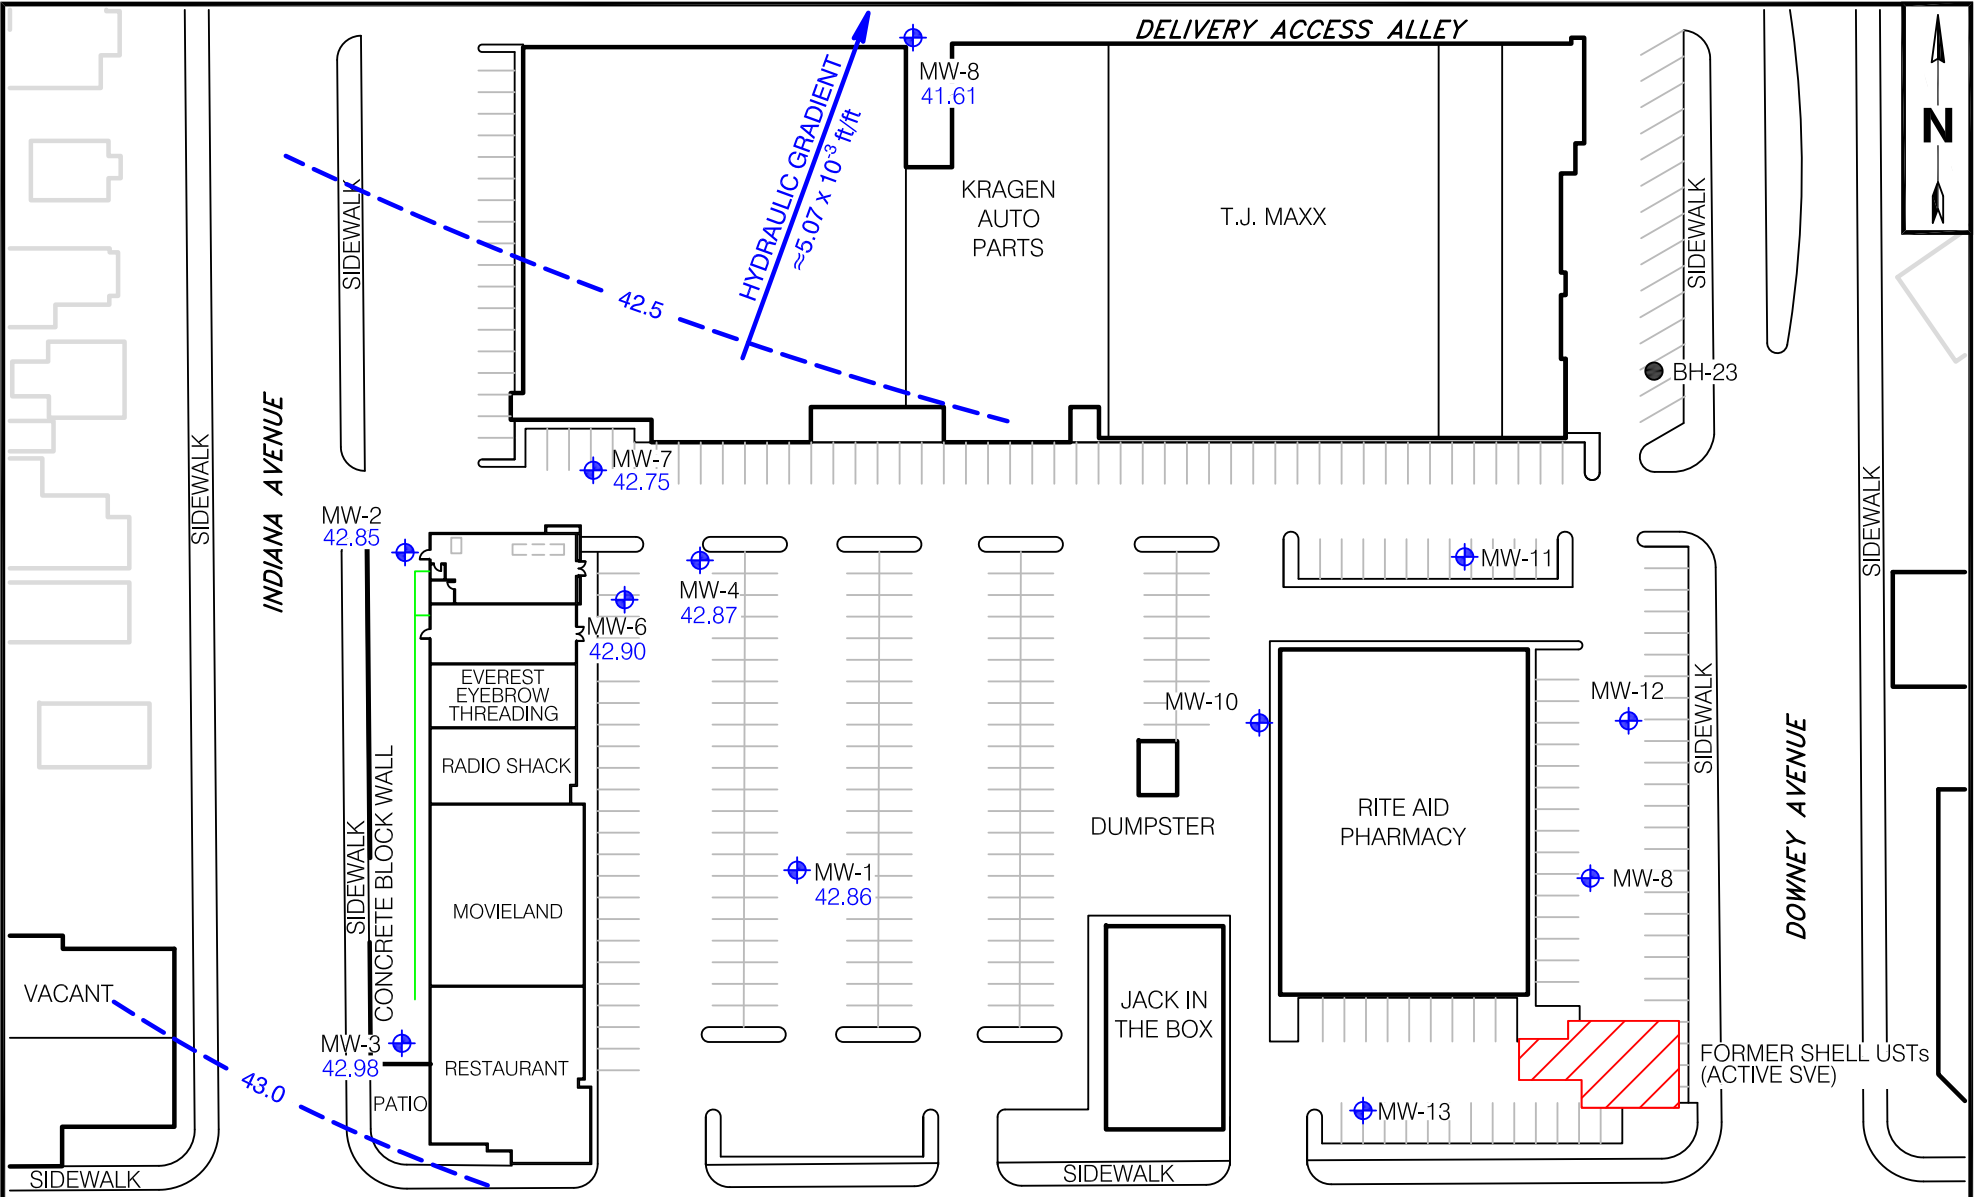 DELIVERY ACCESS ALLEY
MW-8
41.61
N
HYDRAULIC GRADIENT
≈5.07 x 10-3 ft/ft
SIDEWALK
KRAGEN
AUTO
PARTS
T.J. MAXX
SIDEWALK
42.5
BH-23
INDIANA AVENUE
SIDEWALK
MW-7
42.75
SIDEWALK
MW-2
42.85
MW-4
42.87
MW-11
MW-6
42.90
EVEREST
EYEBROW
THREADING
MW-10
MW-12
SIDEWALK
RADIO SHACK
CONCRETE BLOCK WALL
SIDEWALK
DUMPSTER
RITE AID
PHARMACY
DOWNEY AVENUE
MW-1
42.86
MW-8
MOVIELAND
VACANT
JACK IN
THE BOX
MW-3
42.98
RESTAURANT
FORMER SHELL USTs
(ACTIVE SVE)
43.0
PATIO
MW-13
SIDEWALK
SIDEWALK